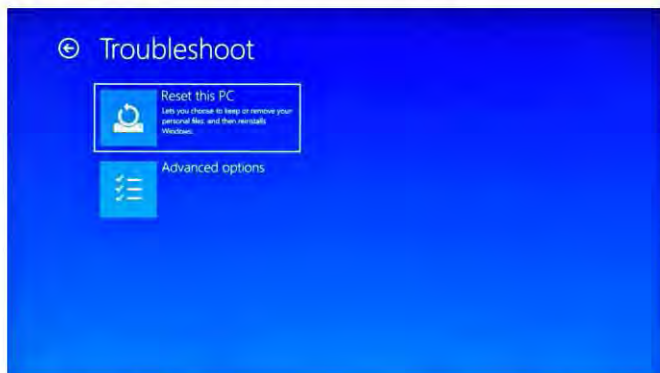 Troubleshoot
Reset this PC
Lets you choose to keep or remove your
personal files, and then reinstalls
Windows.
Advanced options